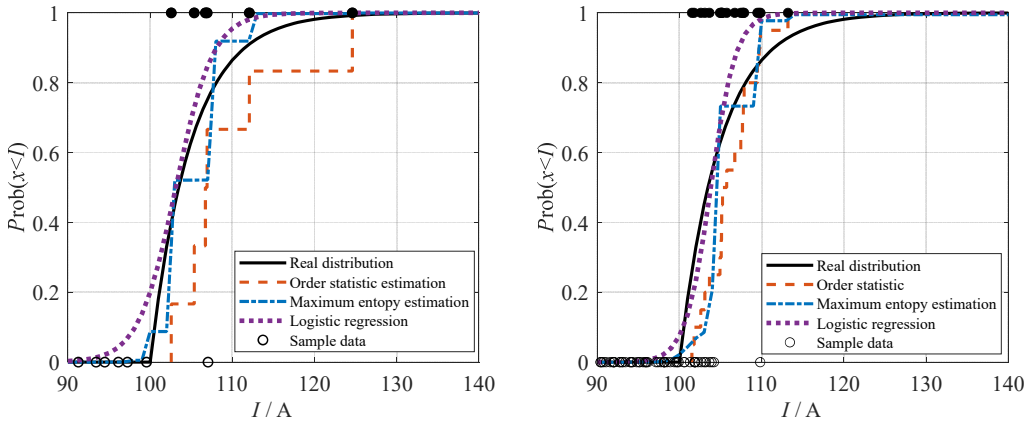 1
0.8
0.6
0.4
0.2
0
Prob(x<I)
90 100 110 120 130 140
I / A
Real distribution
Order statistic estimation
Maximum entropy estimation
Logistic regression
Sample data
1
0.8
0.6
0.4
0.2
0
Prob(x<I)
90 100 110 120 130 140
I / A
Real distribution
Order statistic
Maximum entropy estimation
Logistic regression
Sample data